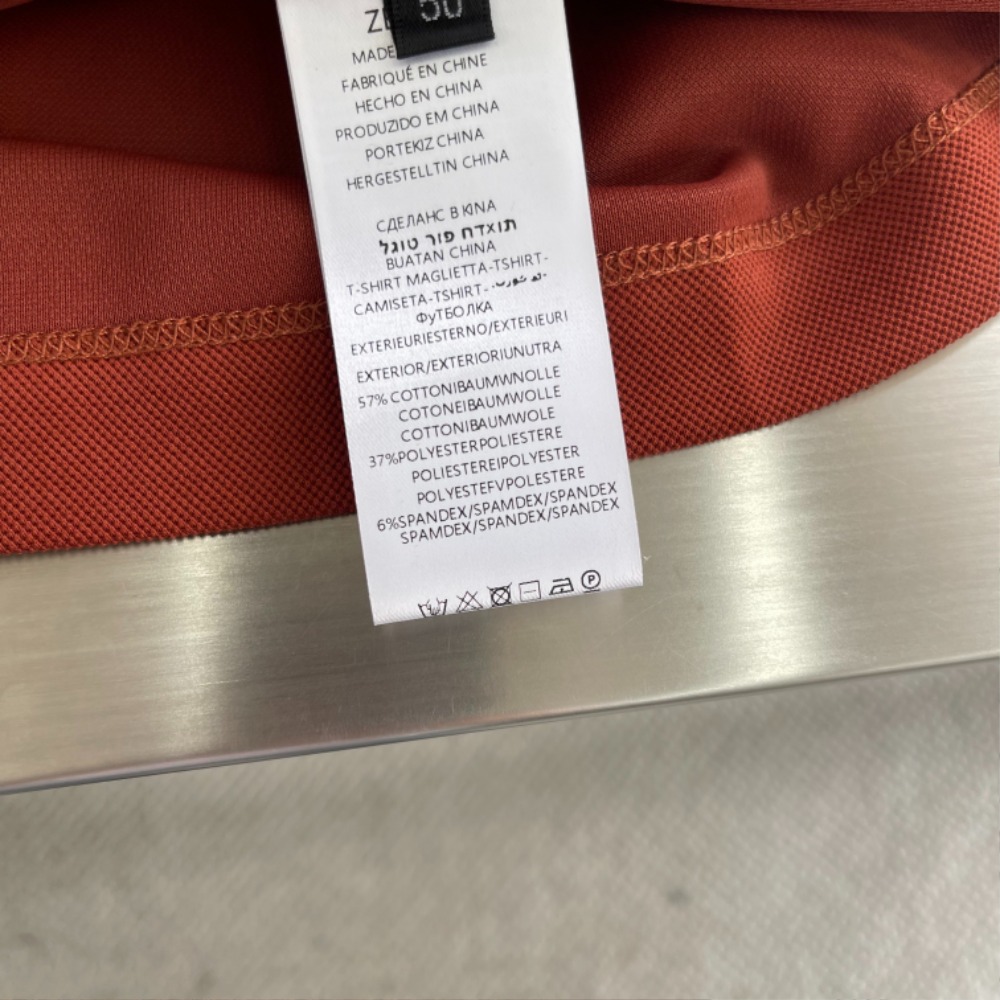 50
MADE
FABRIQUÉ EN CHINE
HECHO EN CHINA
PRODUZIDO EM CHINA
PORTEKIZ CHINA
HERGESTELLTIN CHINA
СДЕЛАНС В KINA
BUATAN CHINA
T-SHIRT MAGLIETTA-TSHIRT-
CAMISETA-TSHIRT-
ФуТБОЛКА
EXTERIEURIESTERNO/EXTERIEURI
EXTERIOR/EXTERIORIUNUTRA
57% COTTONIBAUMWNOLLE
COTONEIBAUMWOLLE
COTTONIBAUMWOLE
37%POLYESTERPOLIESTERE
POLIESTEREIPOLYESTER
POLYESTEFVPOLESTERE
6%SPANDEX/SPAMDEX/SPANDEX
SPAMDEX/SPANDEX/SPANDEX
P